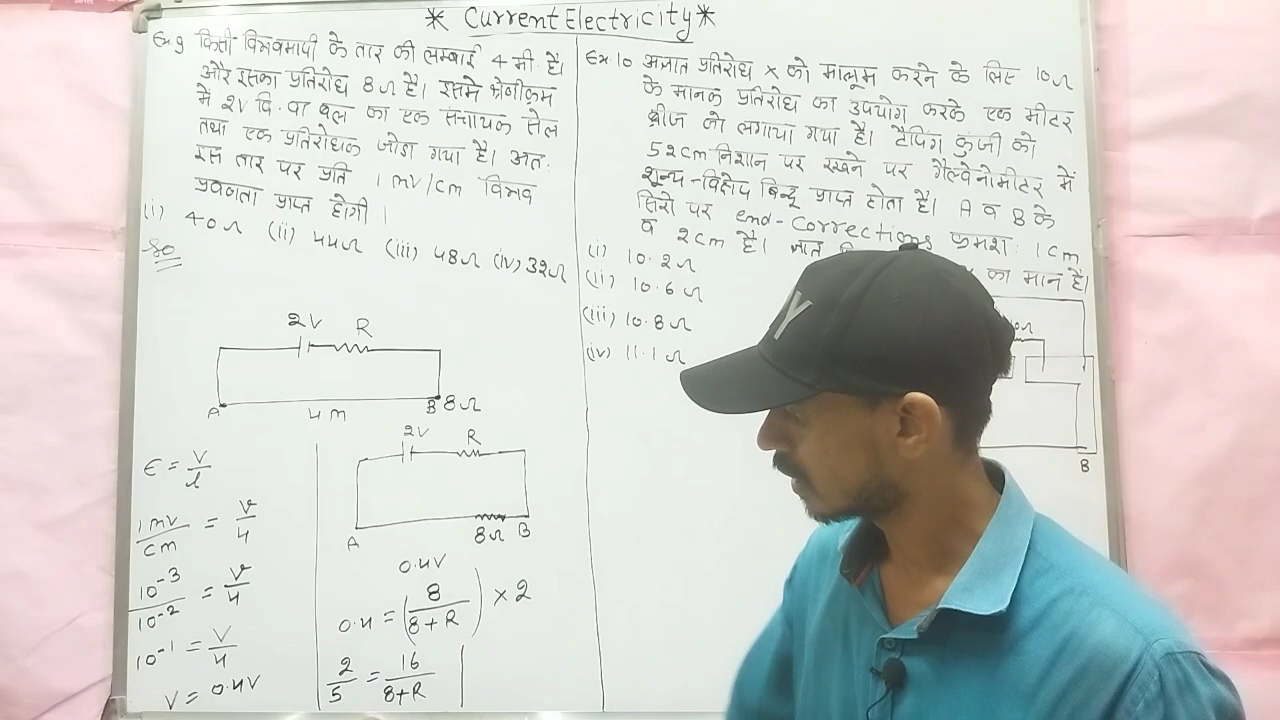 * Current Electricity *
Ex 9 किसी विभवमापी के तार की लम्बाई 4 मी. है।
और इसका प्रतिरोध 8Ω है। इसमे श्रेणीक्रम
में 2V वि. वा. बल का एक संचायक सेल
तथा एक प्रतिरोधक जोड़ा गया है। अत:
इस तार पर प्रति 1 mV/cm विभव
प्रवणता प्राप्त होगी।
(i) 40Ω (ii) 44Ω (iii) 48Ω (iv) 32Ω
2V R
A 4 m B 8Ω
ε = V/l
1mv/cm = V/4
10-3/10-2 = V/4
10-1 = V/4
V = 0.4V
2V R
A 8Ω B
0.4V
0.4 = (8/8+R) × 2
2/5 = 16/8+R
Ex. 10 अज्ञात प्रतिरोध x को मालूम करने के लिए 10Ω
के मानक प्रतिरोध का उपयोग करके एक मीटर
ब्रीज को लगाया गया है। टैपिंग कुंजी को
52cm निशान पर रखने पर गैल्वेनोमीटर में
शून्य-विक्षेप बिन्दू प्राप्त होता है। A व B के
सिरो पर end-corrections क्रमश: 1cm
व 2cm है। का मान है।
(i) 10.2Ω
(ii) 10.6Ω
(iii) 10.8Ω
(iv) 11.1Ω
B
Y